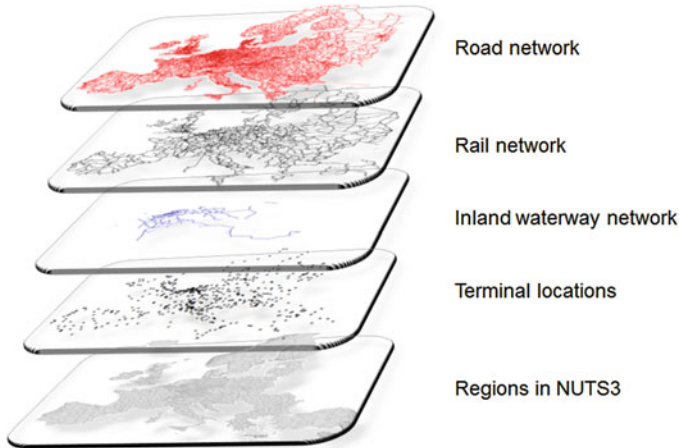 Road network
Rail network
Inland waterway network
Terminal locations
Regions in NUTS3